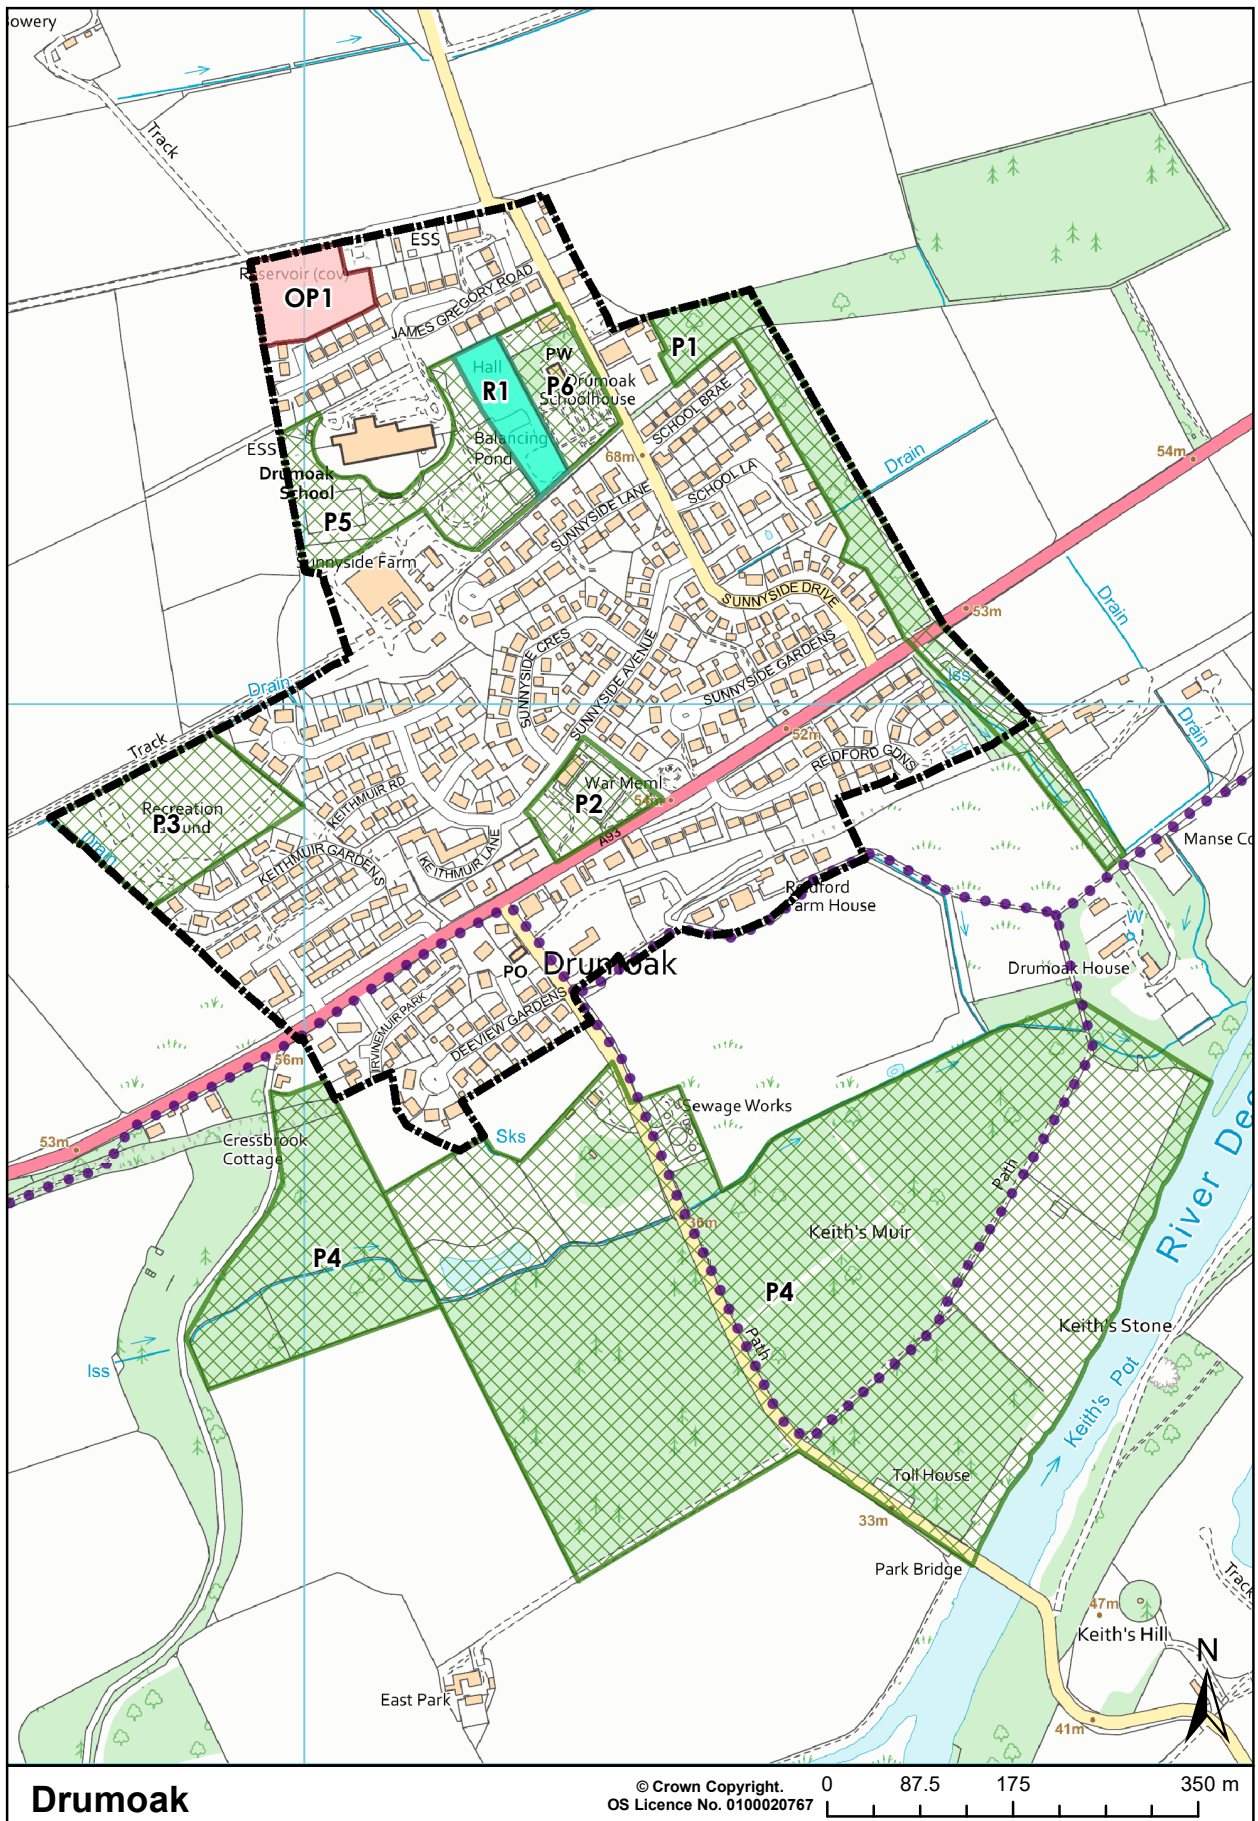 owery
Track
ESS
Reservoir (cov)
OP1
JAMES GREGORY ROAD
P1
PW
Hall
R1
P6
Drumoak
Schoolhouse
SCHOOL BRAE
Balancing
Pond
ESS
68m
54m
Drain
Drumoak
School
SCHOOL LA
P5
SUNNYSIDE LANE
Sunnyside Farm
SUNNYSIDE DRIVE
53m
Drain
SUNNYSIDE CRES
SUNNYSIDE AVENUE
SUNNYSIDE GARDENS
Iss
Drain
Drain
52m
Track
REIDFORD GDNS
KEITHMUIR RD
War Meml
P2
54m
Recreation
P3
und
Drain
A93
KEITHMUIR GARDENS
KEITHMUIR LANE
Manse Co
Reidford
Farm House
W
PO
Drumoak
Drumoak House
IRVINEMUIR PARK
DEEVIEW GARDENS
56m
Sewage Works
53m
Cressbrook
Cottage
Sks
River Dee
Path
36m
Keith's Muir
P4
P4
Keith's Stone
Path
Iss
Keith's Pot
Toll House
33m
Park Bridge
Track
47m
Keith's Hill
N
East Park
41m
Drumoak
© Crown Copyright.
OS Licence No. 0100020767
0 87.5 175 350 m